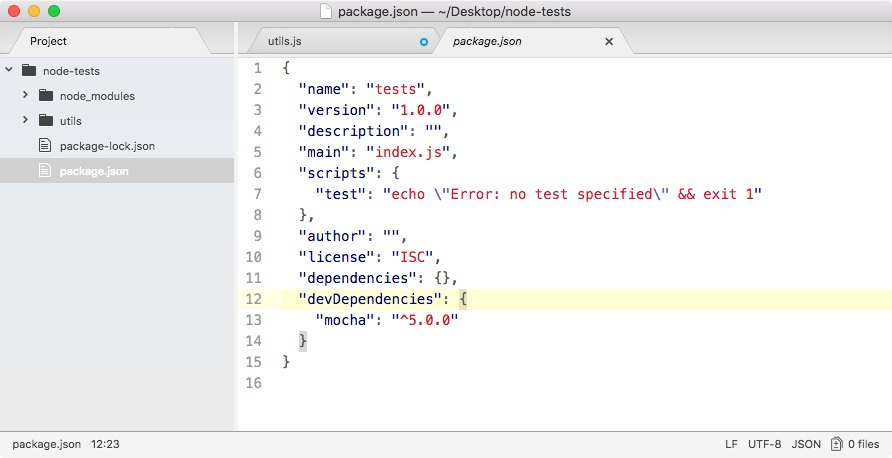 package.json — ~/Desktop/node-tests
Project
node-tests
node_modules
utils
package-lock.json
package.json
utils.js
package.json
1 {
2 "name": "tests",
3 "version": "1.0.0",
4 "description": "",
5 "main": "index.js",
6 "scripts": {
7 "test": "echo \"Error: no test specified\" && exit 1"
8 },
9 "author": "",
10 "license": "ISC",
11 "dependencies": {},
12 "devDependencies": {
13 "mocha": "^5.0.0"
14 }
15 }
16
package.json 12:23
LF UTF-8 JSON 0 files